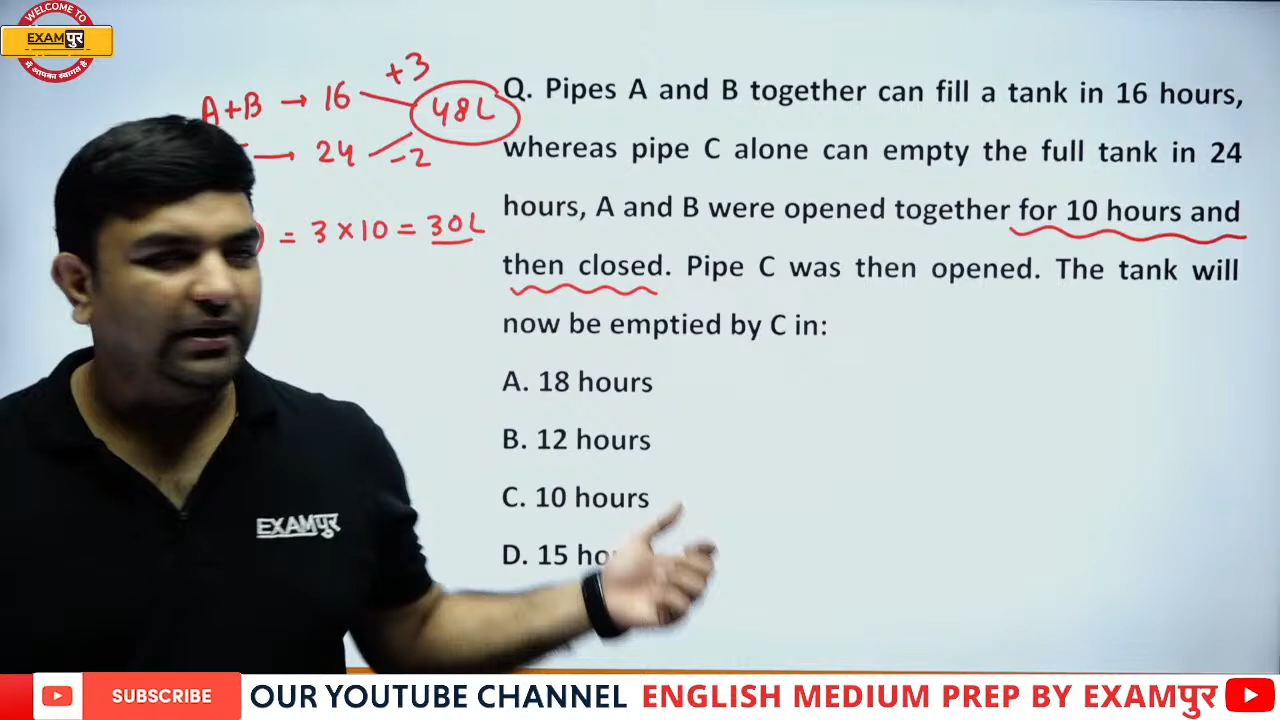 WELCOME TO
EXAMपुर
में आपका स्वागत है
A+B → 16 +3 48L
→ 24 -2
= 3 × 10 = 30L
Q. Pipes A and B together can fill a tank in 16 hours,
whereas pipe C alone can empty the full tank in 24
hours, A and B were opened together for 10 hours and
then closed. Pipe C was then opened. The tank will
now be emptied by C in:
A. 18 hours
B. 12 hours
C. 10 hours
D. 15 ho
EXAMपुर
SUBSCRIBE OUR YOUTUBE CHANNEL ENGLISH MEDIUM PREP BY EXAMपुर